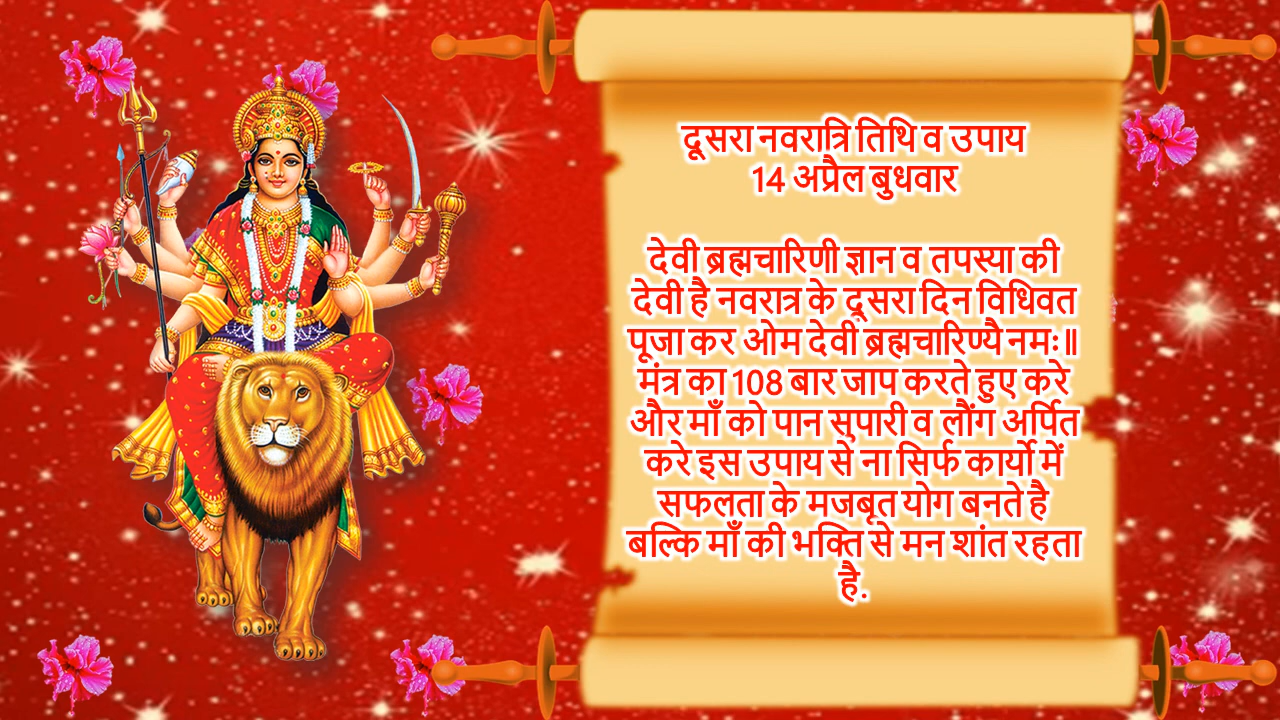 दूसरा नवरात्रि तिथि व उपाय
14 अप्रैल बुधवार
देवी ब्रह्मचारिणी ज्ञान व तपस्या की
देवी है नवरात्र के दूसरा दिन विधिवत
पूजा कर ओम देवी ब्रह्मचारिण्यै नमः॥
मंत्र का 108 बार जाप करते हुए करे
और माँ को पान सुपारी व लौंग अर्पित
करे इस उपाय से ना सिर्फ कार्यो में
सफलता के मजबूत योग बनते है
बल्कि माँ की भक्ति से मन शांत रहता
है.